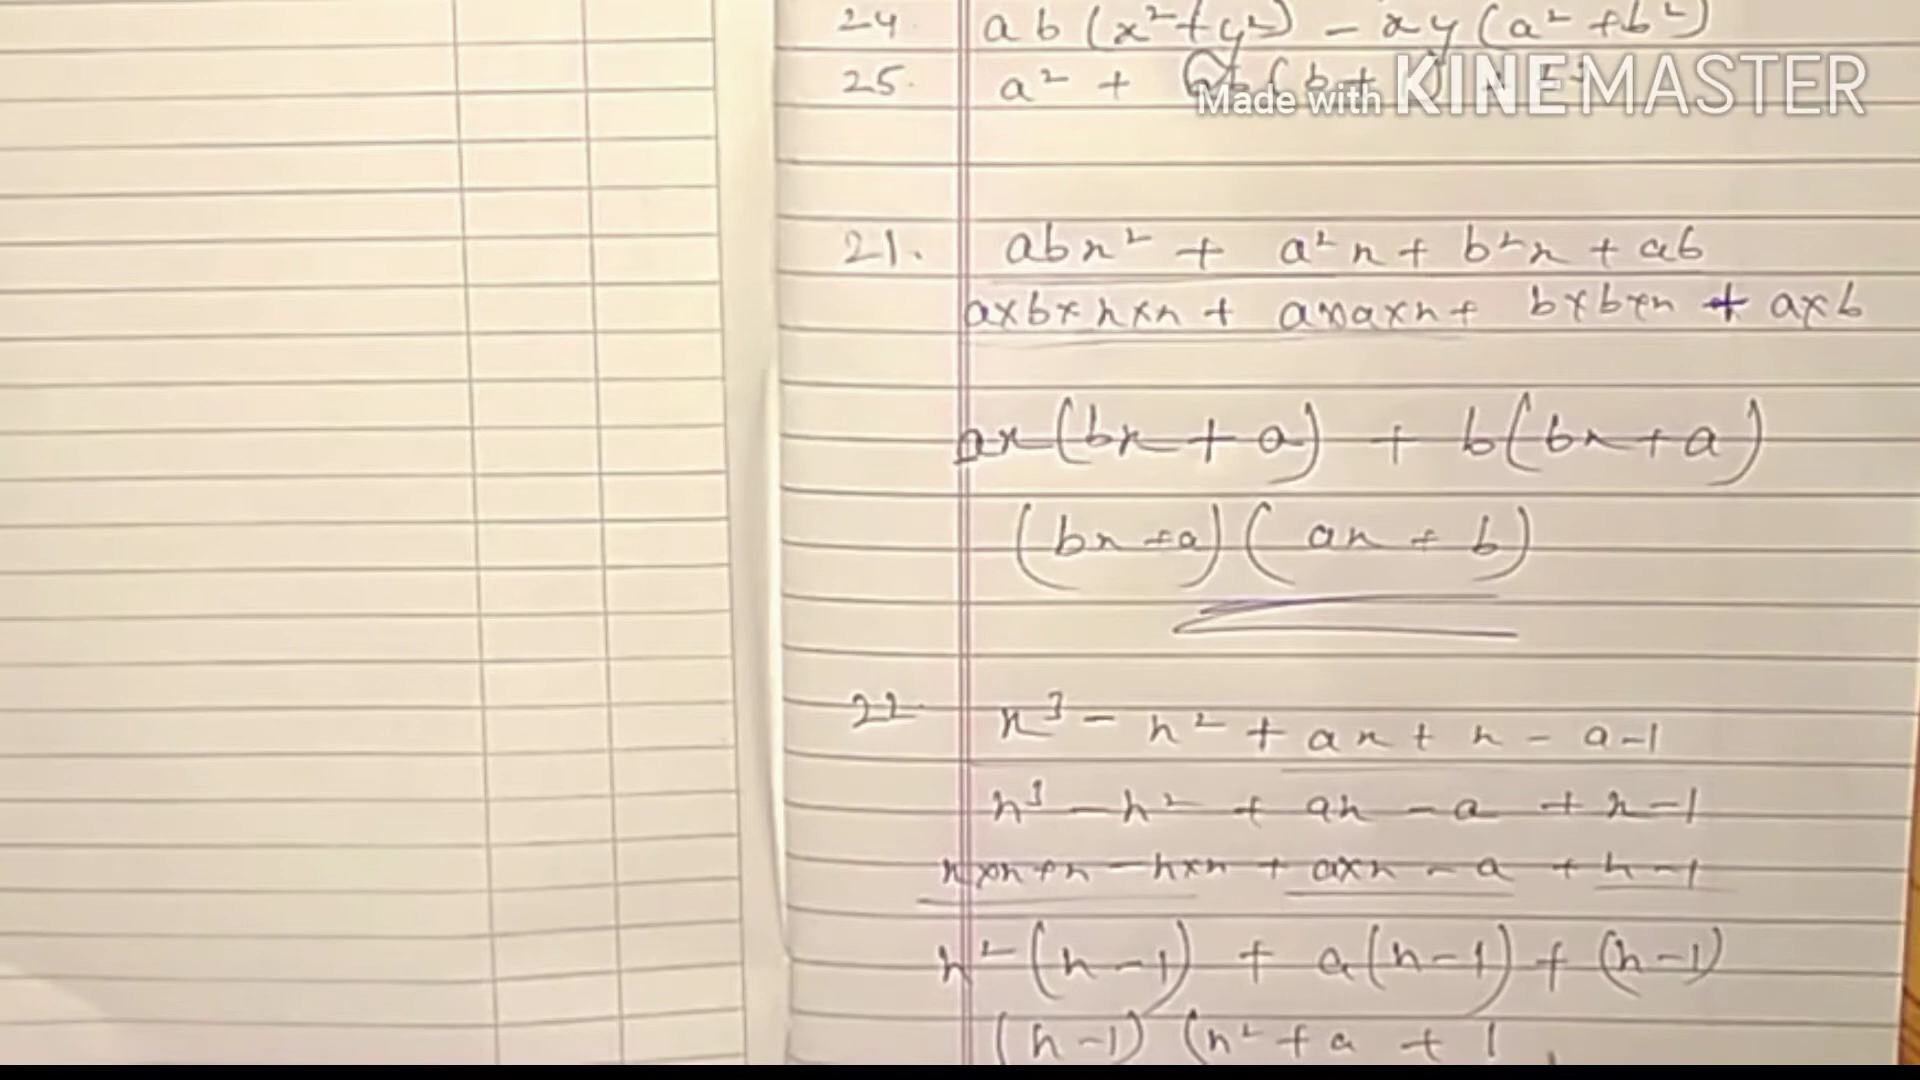 24. ab (x²+y²) - xy (a² +b²)
25. a² + (b+
Made with KINEMASTER
21. abx² + a²x + b²x + ab
a×b×x×x + a×a×x + b×b×x + a×b
ax(bx + a) + b(bx+a)
(bx +a) (ax + b)
22. x³ - x² + ax + x - a -1
x³ - x² + ax - a + x -1
x×x×x - x×x + a×x - a + x -1
x² (x -1) + a(x-1) + (x-1)
(x-1) (x² + a + 1